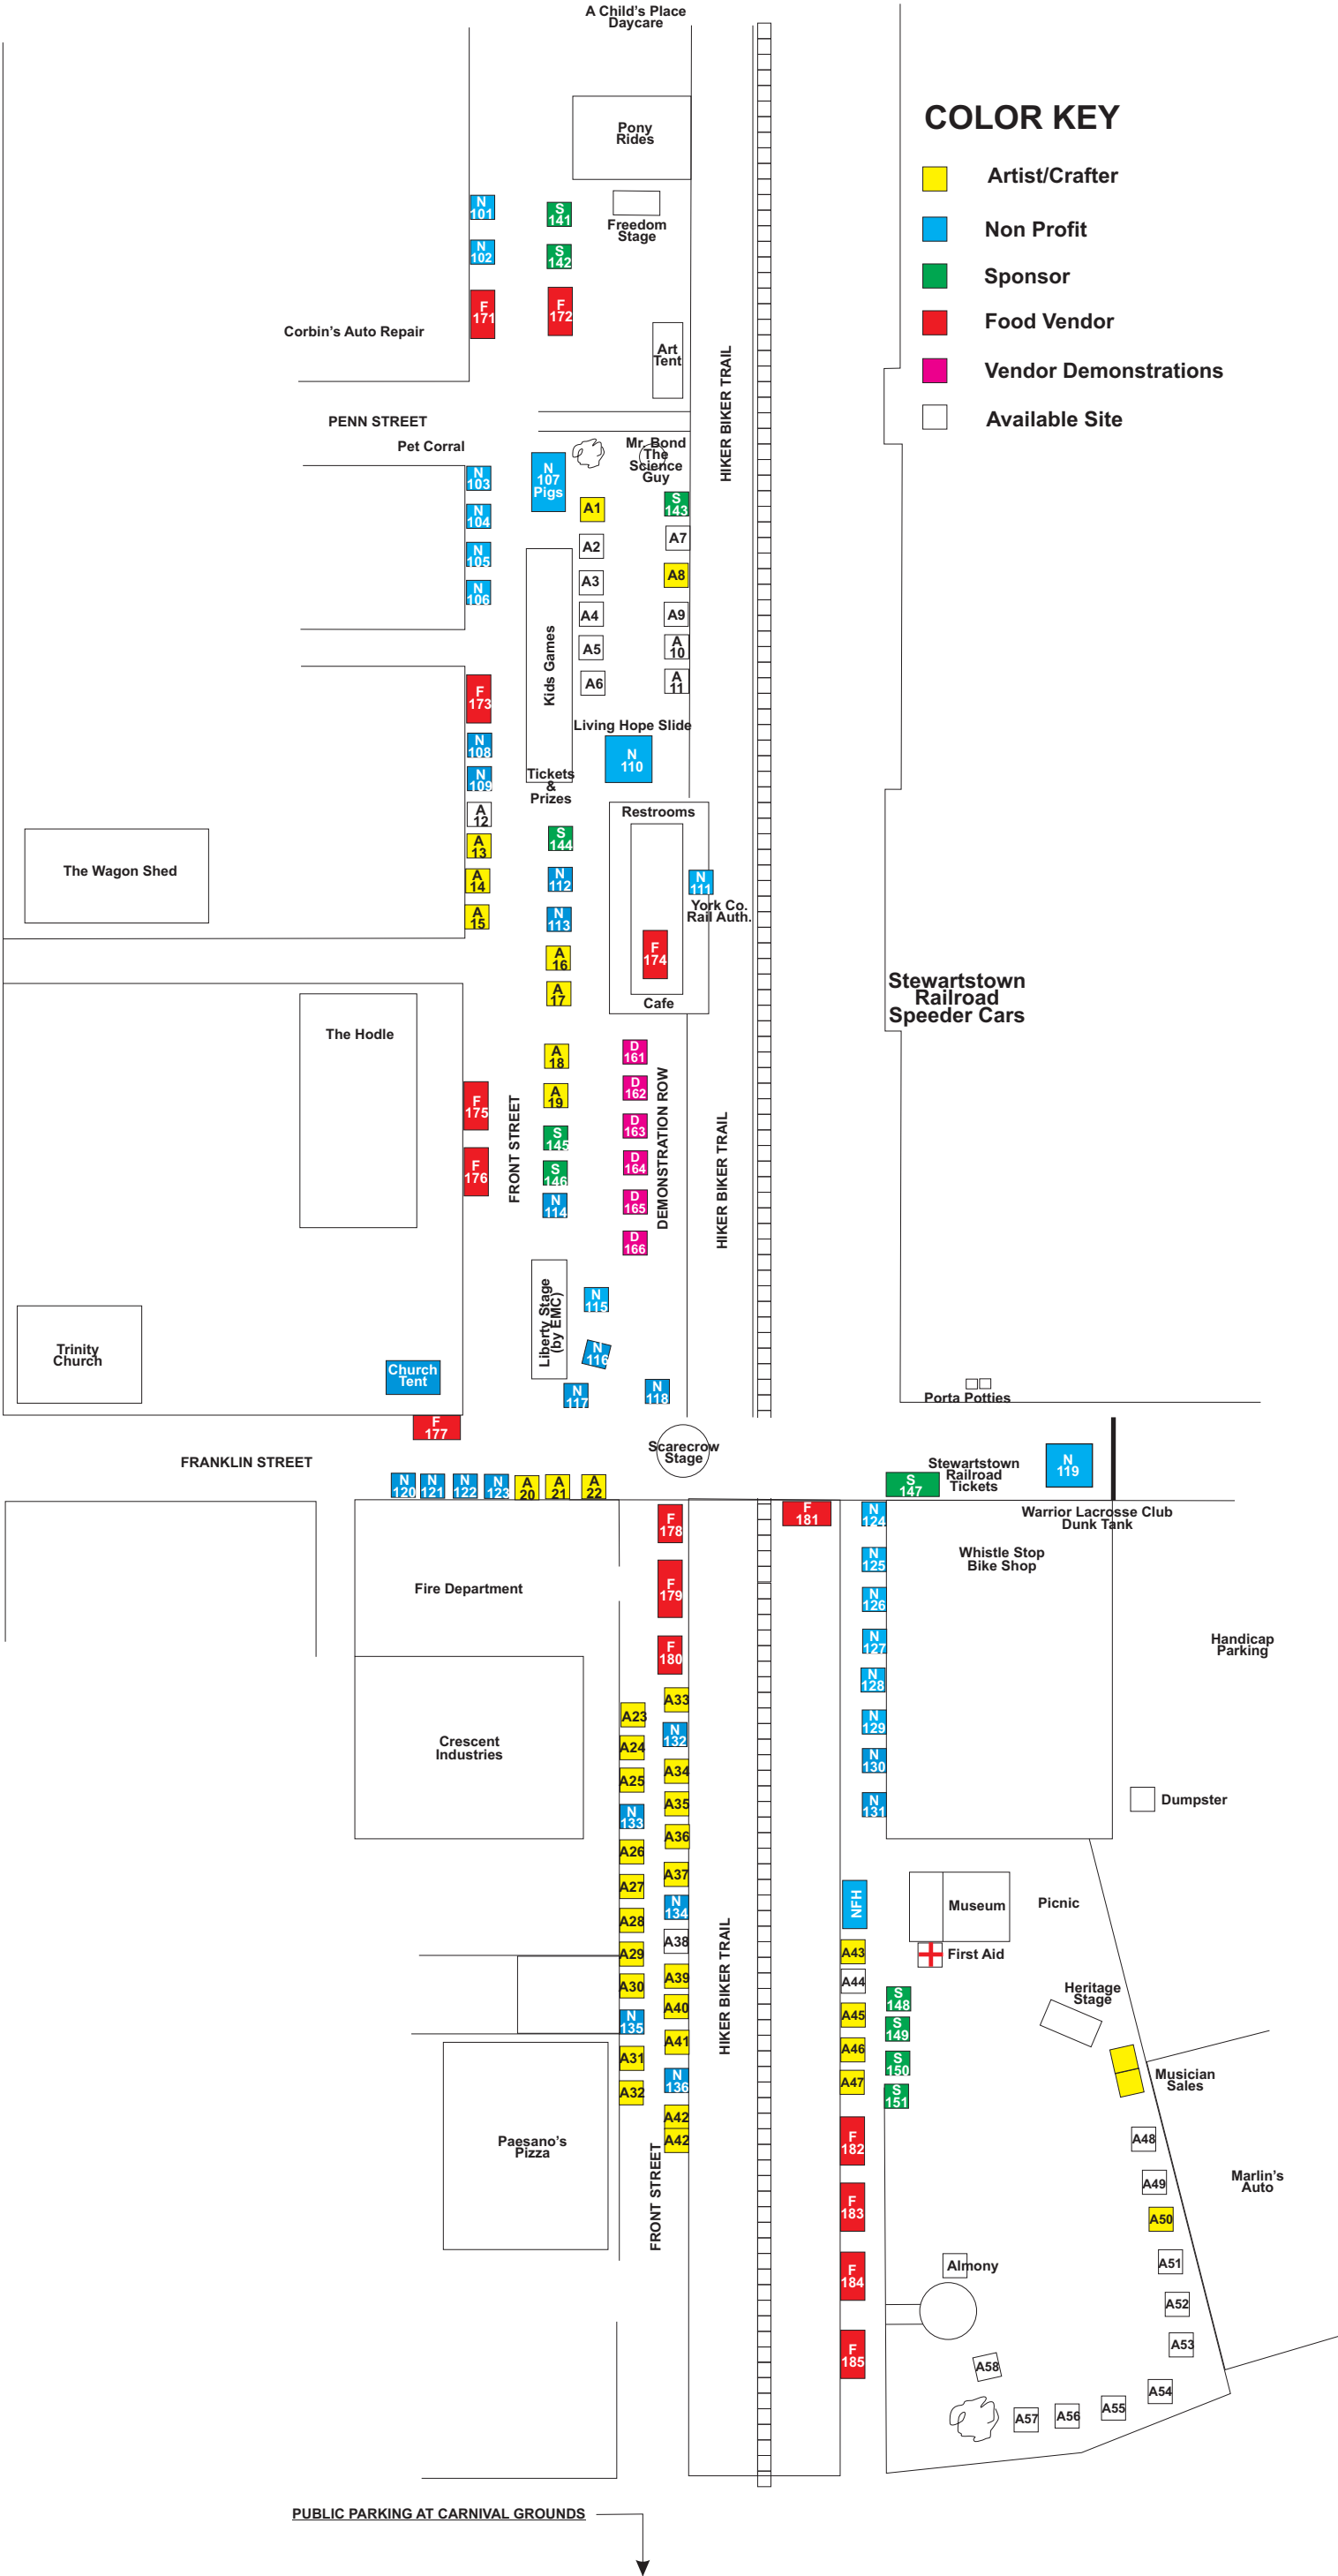 A Child's Place
Daycare
COLOR KEY
Artist/Crafter
Non Profit
Sponsor
Food Vendor
Vendor Demonstrations
Available Site
Pony
Rides
N
101
S
141
Freedom
Stage
N
102
S
142
F
171
F
172
Corbin's Auto Repair
Art
Tent
HIKER BIKER TRAIL
PENN STREET
Pet Corral
Mr. Bond
The
Science
Guy
N
103
N
107
Pigs
A1
S
143
N
104
A2
A7
N
105
A3
A8
N
106
A4
A9
Kids Games
A5
A
10
A6
A
11
F
173
Living Hope Slide
N
108
N
110
N
109
Tickets
&
Prizes
A
12
Restrooms
A
13
S
144
The Wagon Shed
A
14
N
112
N
111
York Co.
Rail Auth.
A
15
N
113
A
16
F
174
A
17
Cafe
Stewartstown
Railroad
Speeder Cars
The Hodle
A
18
D
161
A
19
D
162
F
175
S
145
D
163
F
176
S
146
D
164
FRONT STREET
N
114
D
165
DEMONSTRATION ROW
HIKER BIKER TRAIL
D
166
Liberty Stage
(by EMC)
N
115
N
116
Trinity
Church
Church
Tent
N
117
N
118
Porta Potties
F
177
Scarecrow
Stage
FRANKLIN STREET
Stewartstown
Railroad
Tickets
N
119
N
120
N
121
N
122
N
123
A
20
A
21
A
22
S
147
F
178
F
181
N
124
Warrior Lacrosse Club
Dunk Tank
Whistle Stop
Bike Shop
N
125
Fire Department
F
179
N
126
F
180
N
127
Handicap
Parking
N
128
A33
A23
N
132
N
129
Crescent
Industries
A24
A34
N
130
A25
A35
N
131
Dumpster
N
133
A36
A26
A37
A27
N
134
NFH
Museum
Picnic
A28
A38
A29
A43
First Aid
A30
A39
A44
Heritage
Stage
S
148
N
135
A40
A45
S
149
A31
A41
A46
S
150
HIKER BIKER TRAIL
A32
N
136
A47
S
151
Musician
Sales
A42
A42
Paesano's
Pizza
F
182
A48
FRONT STREET
F
183
A49
Marlin's
Auto
A50
F
184
Almony
A51
A52
F
185
A53
A58
A54
A55
A56
A57
PUBLIC PARKING AT CARNIVAL GROUNDS